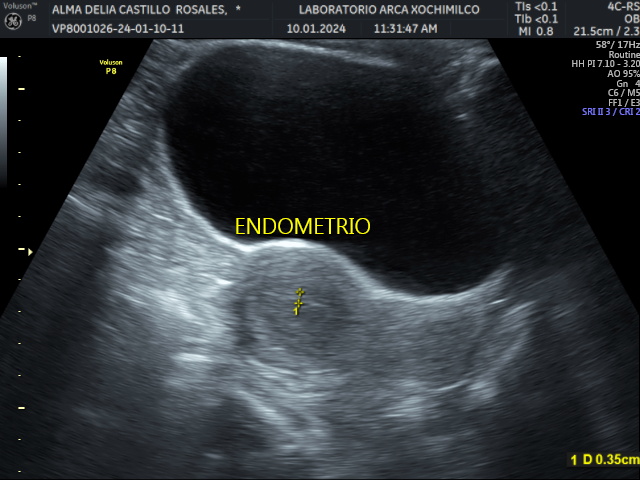 Voluson™ P8
ALMA DELIA CASTILLO ROSALES, *
LABORATORIO ARCA XOCHIMILCO
TIs <0.1
4C-RS
VP8001026-24-01-10-11
10.01.2024
11:31:47 AM
TIb <0.1
OB
MI 0.8
21.5cm / 2.3
58°/ 17Hz
Routine
HH PI 7.10 - 3.20
AO 95%
Gn 4
C6 / M5
FF1 / E3
SRI II 3 / CRI 2
Voluson
P8
ENDOMETRIO
1
1 D 0.35cm